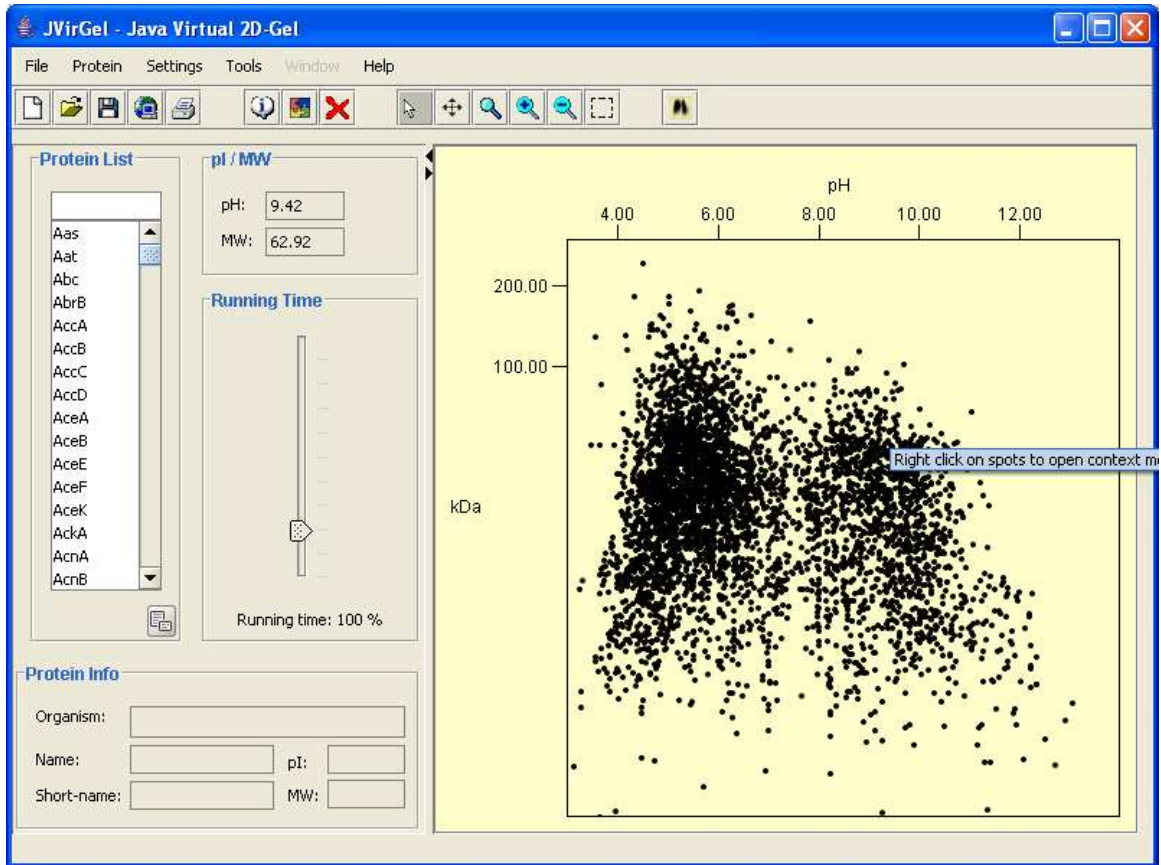 JVirGel - Java Virtual 2D-Gel
File Protein Settings Tools Window Help
Protein List
Aas
Aat
Abc
AbrB
AccA
AccB
AccC
AccD
AceA
AceB
AceE
AceF
AceK
AckA
AcnA
AcnB
pI / MW
pH: 9.42
MW: 62.92
Running Time
Running time: 100 %
Protein Info
Organism:
Name: pI:
Short-name: MW:
pH
4.00 6.00 8.00 10.00 12.00
200.00
100.00
kDa
Right click on spots to open context m